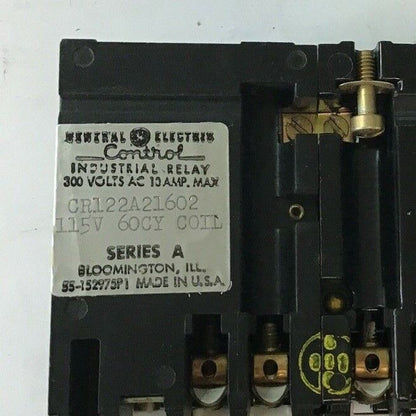 GENERAL GE ELECTRIC
Control
INDUSTRIAL RELAY
300 VOLTS AC 10 AMP. MAX
CR122A21602
115V 60CY COIL
SERIES A
BLOOMINGTON, ILL.
55-152975P1 MADE IN U.S.A.